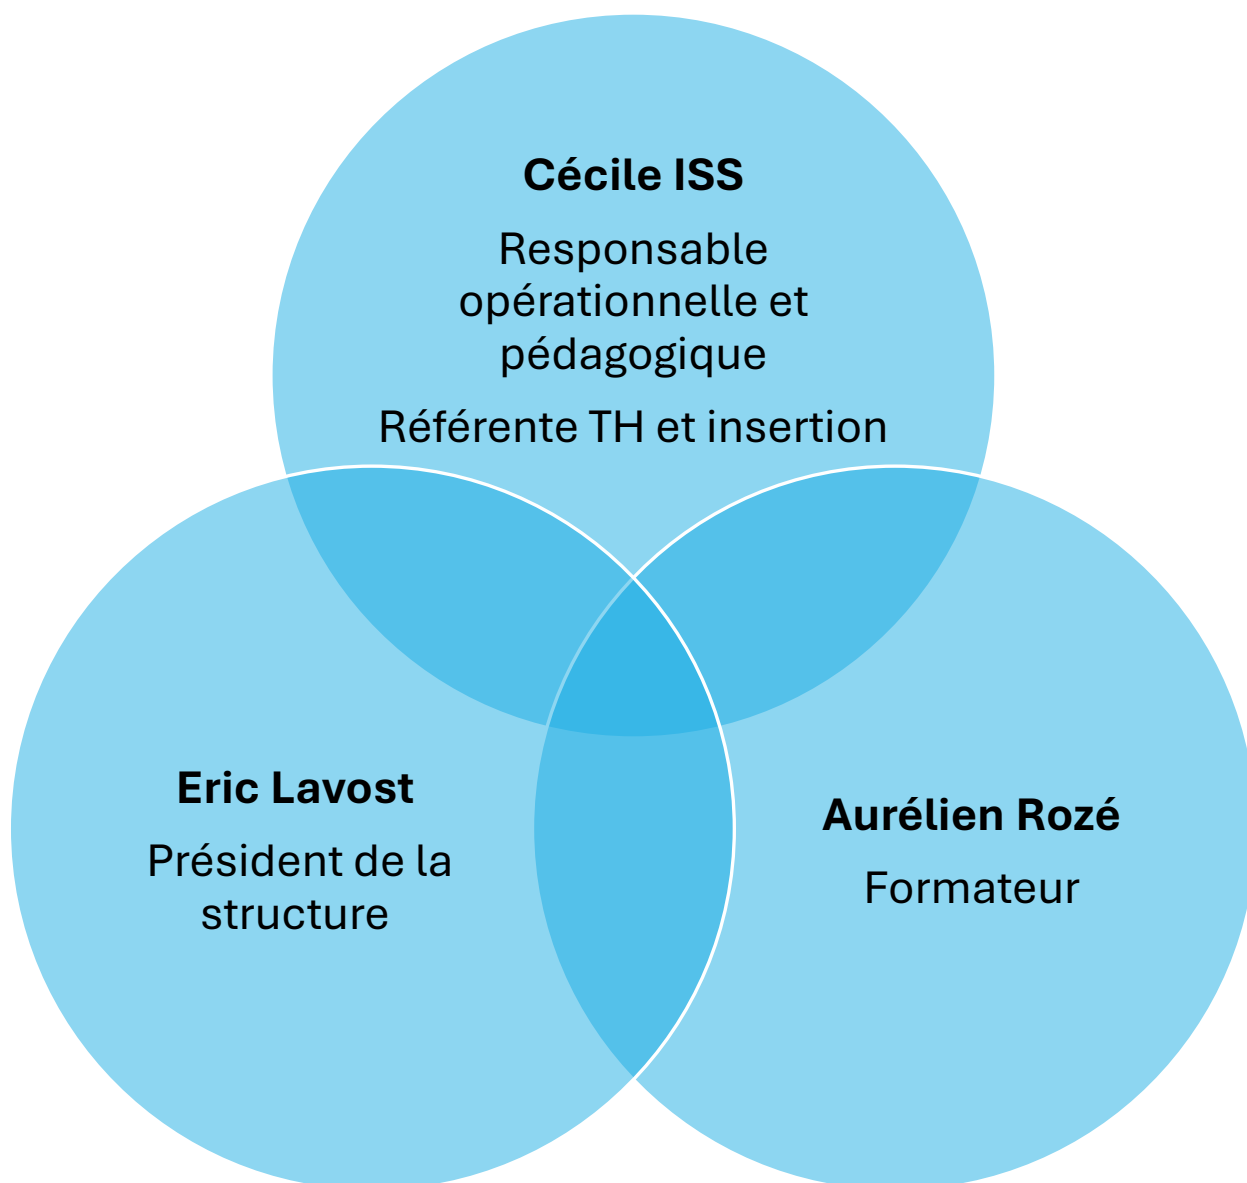 Cécile ISS
Responsable
opérationnelle et
pédagogique
Référente TH et insertion
Eric Lavost
Président de la
structure
Aurélien Rozé
Formateur